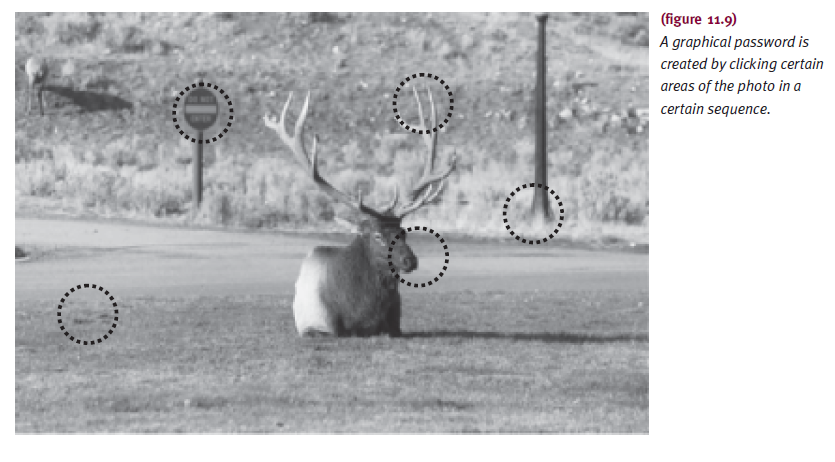 (figure 11.9)
A graphical password is
created by clicking certain
areas of the photo in a
certain sequence.